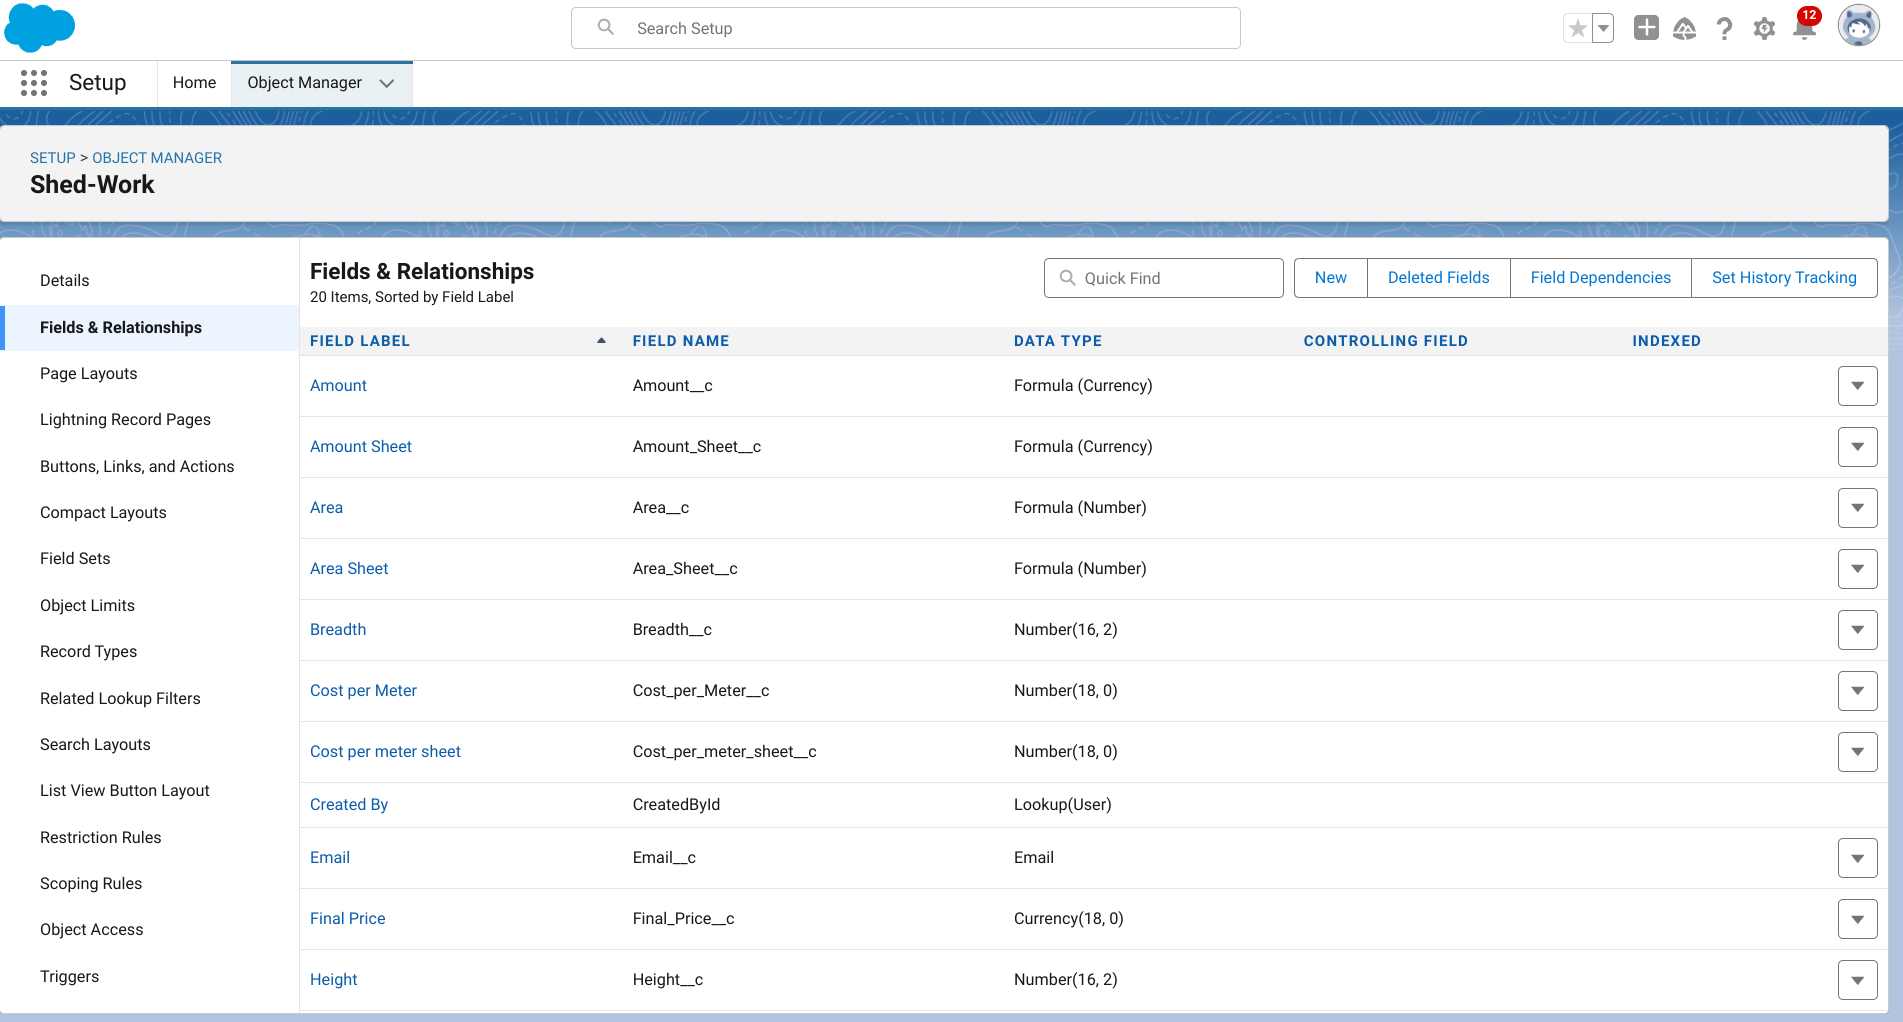 Search Setup
12
Setup
Home
Object Manager
SETUP > OBJECT MANAGER
Shed-Work
Details
Fields & Relationships
Page Layouts
Lightning Record Pages
Buttons, Links, and Actions
Compact Layouts
Field Sets
Object Limits
Record Types
Related Lookup Filters
Search Layouts
List View Button Layout
Restriction Rules
Scoping Rules
Object Access
Triggers
Fields & Relationships
20 Items, Sorted by Field Label
Quick Find
New
Deleted Fields
Field Dependencies
Set History Tracking
FIELD LABEL FIELD NAME DATA TYPE CONTROLLING FIELD INDEXED
Amount Amount__c Formula (Currency)
Amount Sheet Amount_Sheet__c Formula (Currency)
Area Area__c Formula (Number)
Area Sheet Area_Sheet__c Formula (Number)
Breadth Breadth__c Number(16, 2)
Cost per Meter Cost_per_Meter__c Number(18, 0)
Cost per meter sheet Cost_per_meter_sheet__c Number(18, 0)
Created By CreatedById Lookup(User)
Email Email__c Email
Final Price Final_Price__c Currency(18, 0)
Height Height__c Number(16, 2)